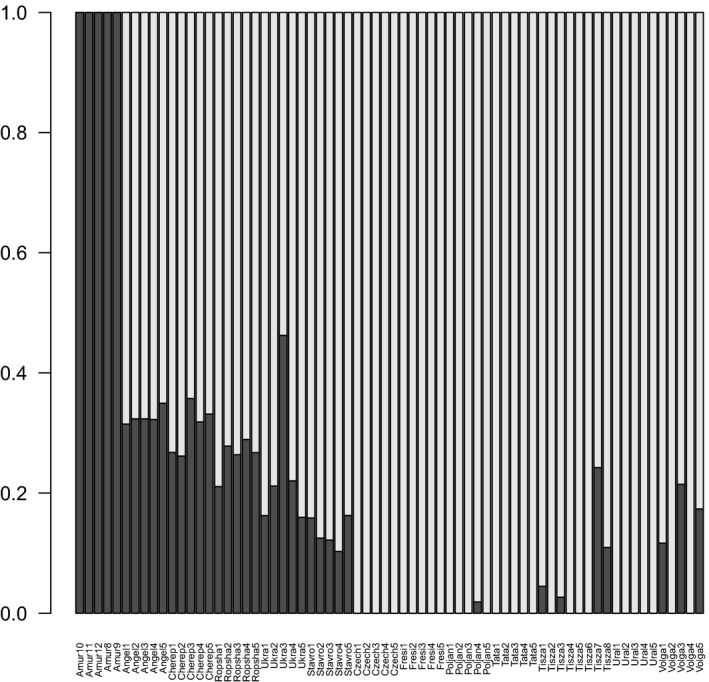 1.0
0.8
0.6
0.4
0.2
0.0
Amur10
Amur11
Amur12
Amur8
Amur9
Angel1
Angel2
Angel3
Angel4
Angel5
Cherep1
Cherep2
Cherep3
Cherep4
Cherep5
Ropsha1
Ropsha2
Ropsha3
Ropsha4
Ropsha5
Ukra1
Ukra2
Ukra3
Ukra4
Ukra5
Stavro1
Stavro2
Stavro3
Stavro4
Stavro5
Czech1
Czech2
Czech3
Czech4
Czech5
Fresi1
Fresi2
Fresi3
Fresi4
Fresi5
Poljan1
Poljan2
Poljan3
Poljan4
Poljan5
Tata1
Tata2
Tata3
Tata4
Tata5
Tisza1
Tisza2
Tisza3
Tisza4
Tisza5
Tisza6
Tisza7
Tisza8
Ural1
Ural2
Ural3
Ural4
Ural5
Volga1
Volga2
Volga3
Volga4
Volga5